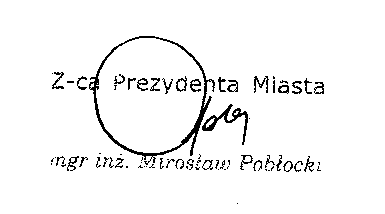 Z-ca Prezydenta Miasta
mgr inż. Mirosław Pobłocki